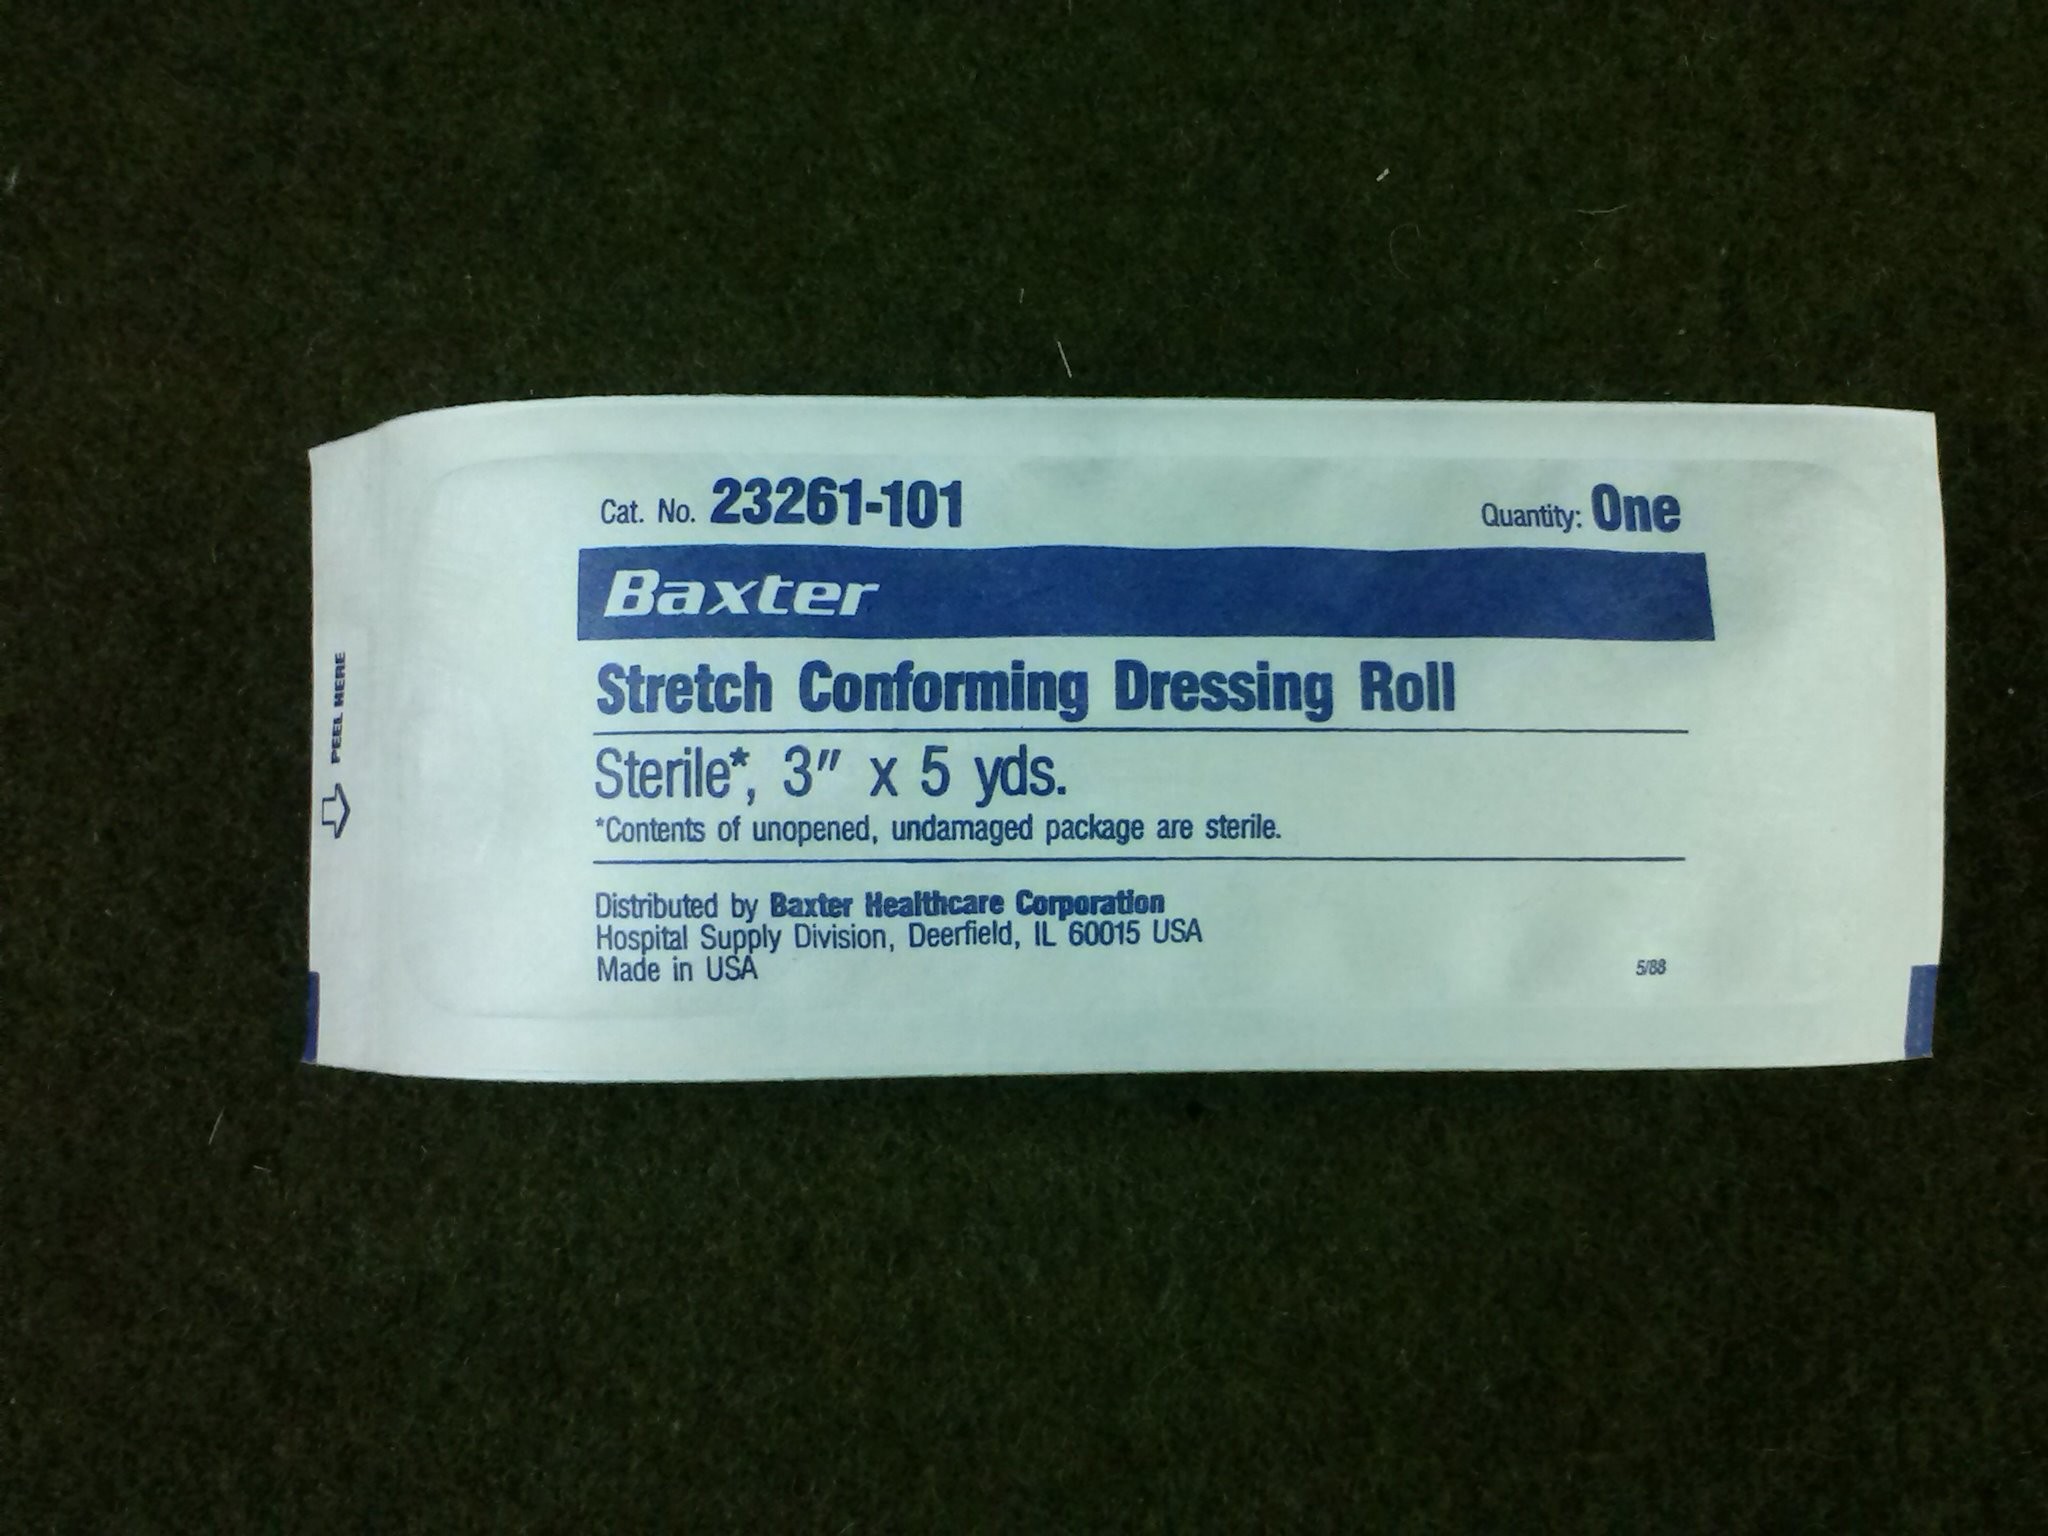 Cat. No. 23261-101
Quantity: One
Baxter
Stretch Conforming Dressing Roll
Sterile*, 3" x 5 yds.
*Contents of unopened, undamaged package are sterile.
Distributed by Baxter Healthcare Corporation
Hospital Supply Division, Deerfield, IL 60015 USA
Made in USA
5/88
PEEL HERE